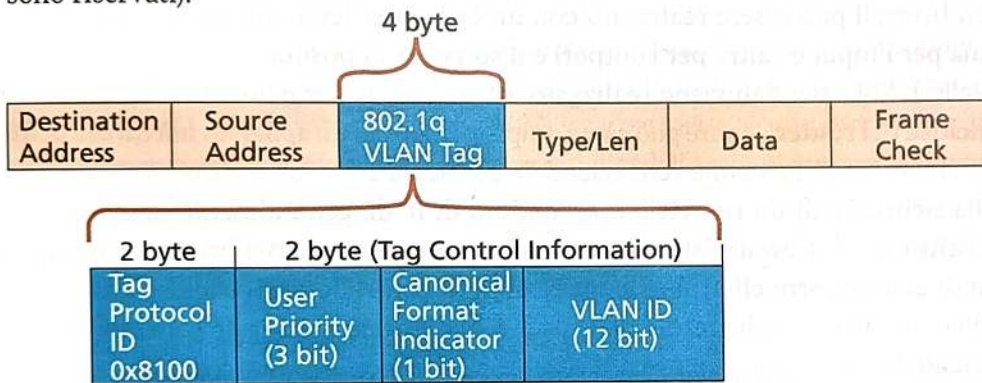 sono riservati).
4 byte
Destination
Address
Source
Address
802.1q
VLAN Tag
Type/Len
Data
Frame
Check
2 byte
2 byte (Tag Control Information)
Tag
Protocol
ID
0x8100
User
Priority
(3 bit)
Canonical
Format
Indicator
(1 bit)
VLAN ID
(12 bit)